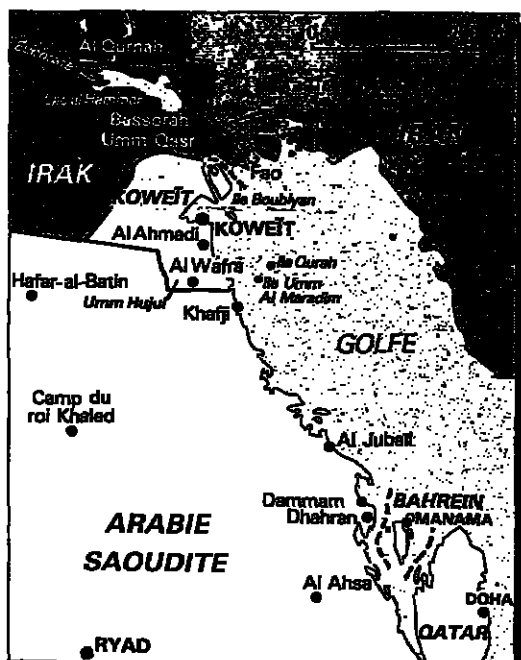 Al Qurnah
Bassorah
Umm Qasr
IRAK
Fao
Ile Boubiyan
KOWEÏT
KOWEÏT
Al Ahmadi
Al Wafra
Ile Qurah
Ile Umm
Al Maradim
Hafar-al-Batin
Umm Hujul
Khafji
GOLFE
Camp du
roi Khaled
Al Jubail
Dammam
Dhahran
BAHREIN
MANAMA
ARABIE
SAOUDITE
Al Ahsa
DOHA
QATAR
RYAD